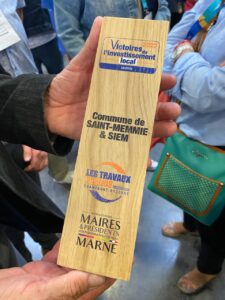 Victoires de
l'investissement
local
Commune de
SAINT-MEMMIE
& SIEM
LES TRAVAUX
MAIRES
& PRÉSIDENTS
MARNE